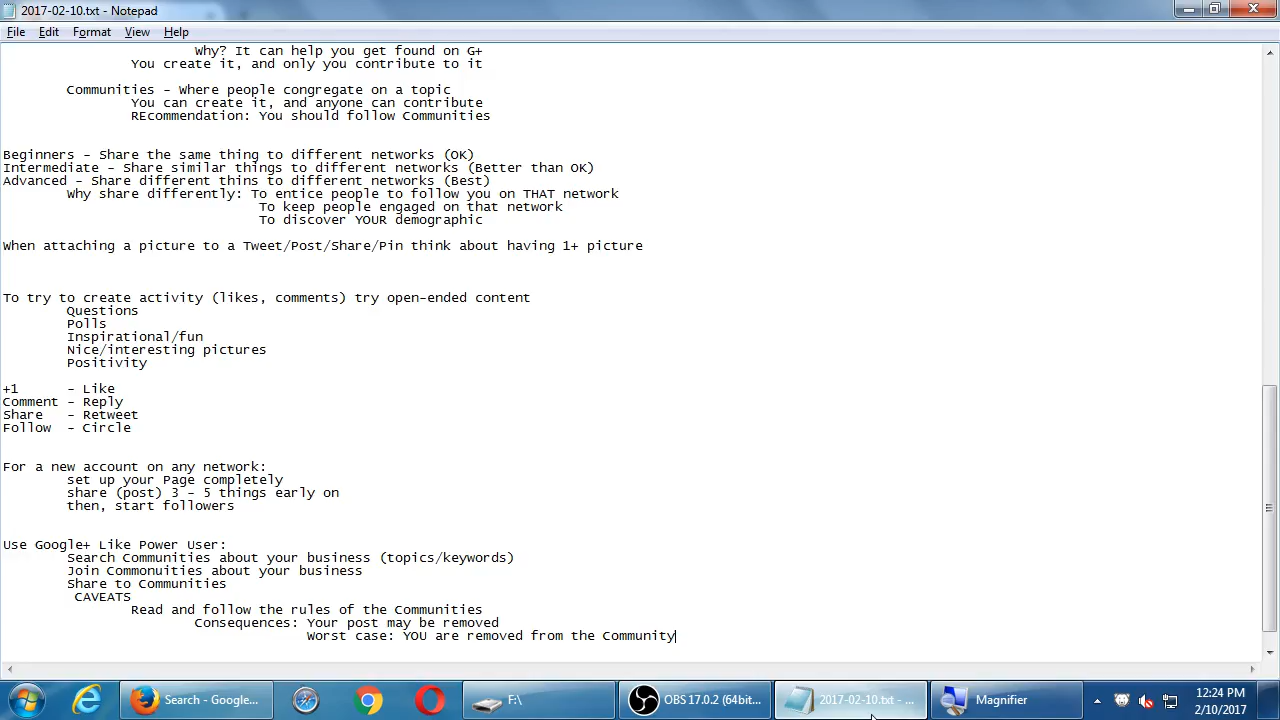 2017-02-10.txt - Notepad
File Edit Format View Help
Why? It can help you get found on G+
You create it, and only you contribute to it
Communities - Where people congregate on a topic
You can create it, and anyone can contribute
REcommendation: You should follow Communities
Beginners - Share the same thing to different networks (OK)
Intermediate - Share similar things to different networks (Better than OK)
Advanced - Share different thins to different networks (Best)
Why share differently: To entice people to follow you on THAT network
To keep people engaged on that network
To discover YOUR demographic
When attaching a picture to a Tweet/Post/Share/Pin think about having 1+ picture
To try to create activity (likes, comments) try open-ended content
Questions
Polls
Inspirational/fun
Nice/interesting pictures
Positivity
+1 - Like
Comment - Reply
Share - Retweet
Follow - Circle
For a new account on any network:
set up your Page completely
share (post) 3 - 5 things early on
then, start followers
Use Google+ Like Power User:
Search Communities about your business (topics/keywords)
Join Commonuities about your business
Share to Communities
CAVEATS
Read and follow the rules of the Communities
Consequences: Your post may be removed
Worst case: YOU are removed from the Community
Search - Google... F:\ OBS 17.0.2 (64bit... 2017-02-10.txt - ... Magnifier 12:24 PM
2/10/2017